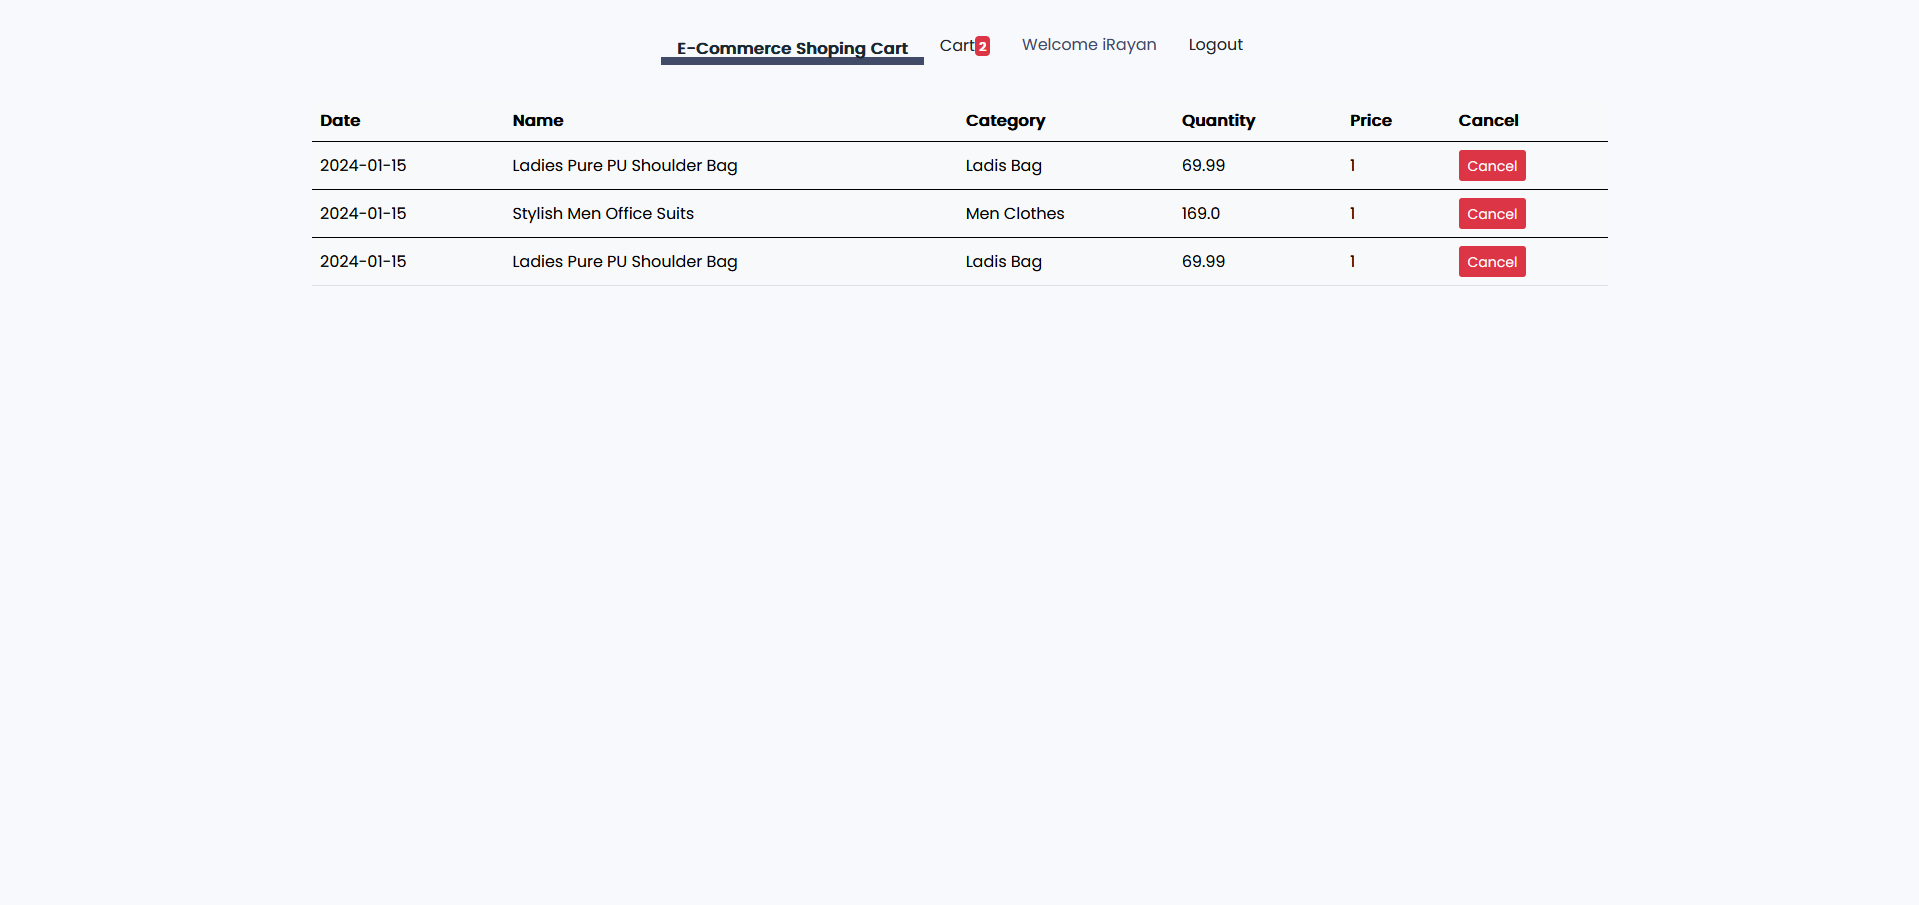 E-Commerce Shoping Cart Cart 2 Welcome iRayan Logout
Date Name Category Quantity Price Cancel
2024-01-15 Ladies Pure PU Shoulder Bag Ladis Bag 69.99 1 Cancel
2024-01-15 Stylish Men Office Suits Men Clothes 169.0 1 Cancel
2024-01-15 Ladies Pure PU Shoulder Bag Ladis Bag 69.99 1 Cancel